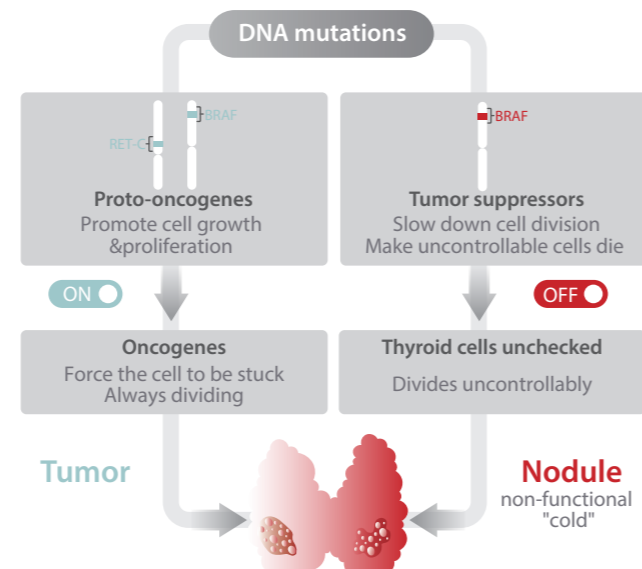 DNA mutations
BRAF
RET-C
Proto-oncogenes
Promote cell growth
&proliferation
BRAF
Tumor suppressors
Slow down cell division
Make uncontrollable cells die
ON
OFF
Oncogenes
Force the cell to be stuck
Always dividing
Thyroid cells unchecked
Divides uncontrollably
Tumor
Nodule
non-functional
"cold"